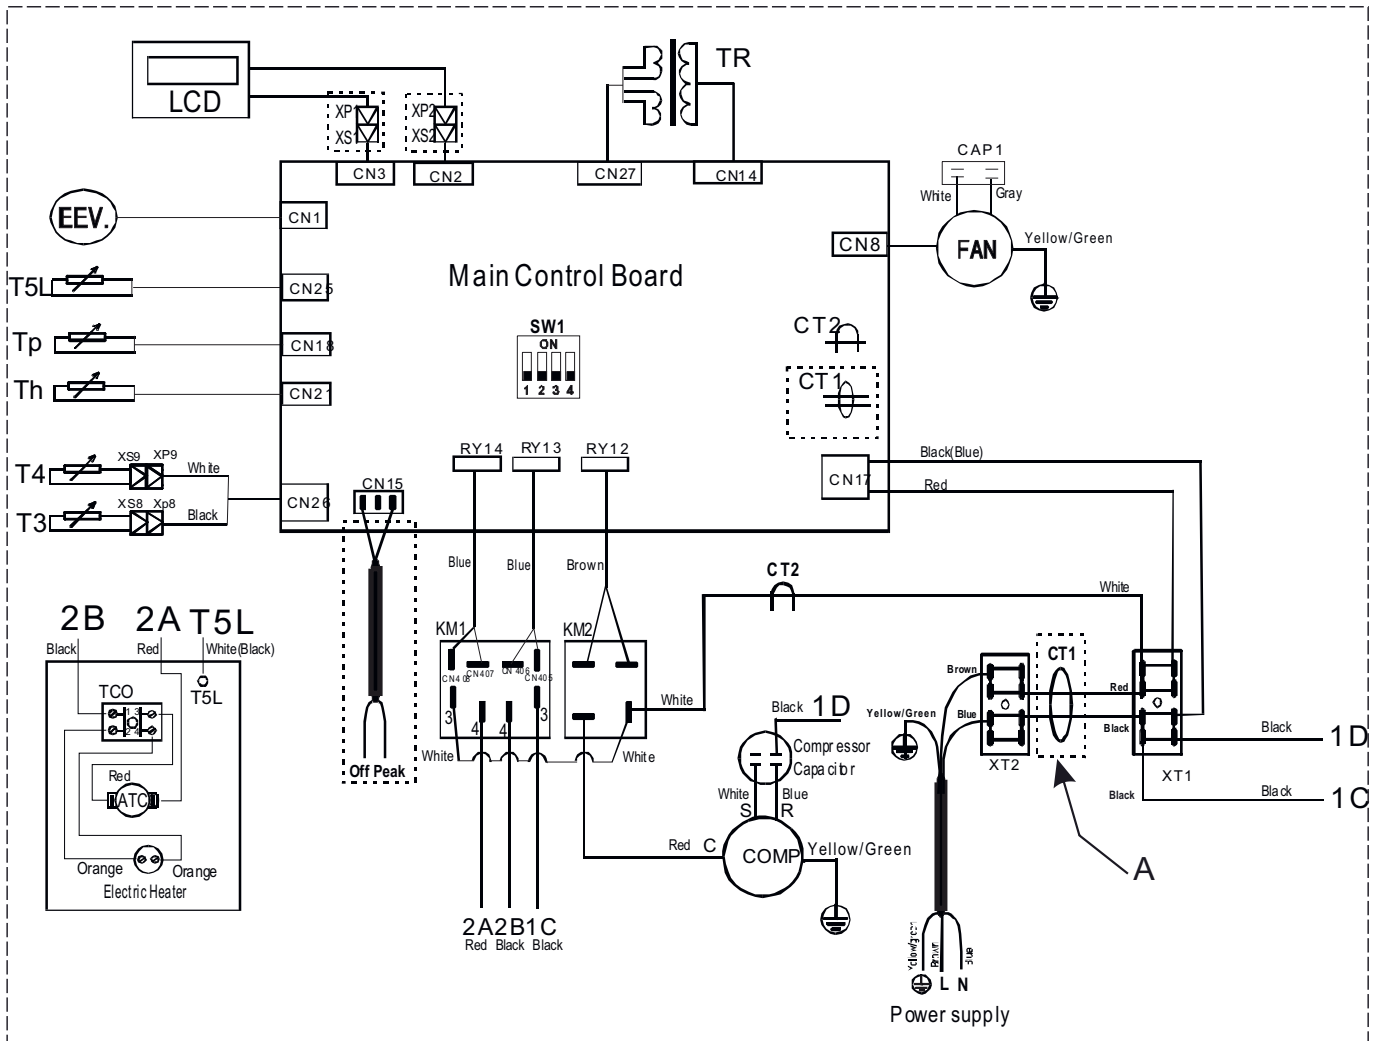 LCD
XP1
XS1
XP2
XS2
TR
CN3
CN2
CN27
CN14
CAP1
White
Gray
EEV.
CN1
CN8
FAN
Yellow/Green
T5L
CN25
Main Control Board
Tp
CN18
SW1
ON
1 2 3 4
CT2
Th
CN21
CT1
RY14
RY13
RY12
Black(Blue)
T4
XS9
XP9
White
CN15
CN17
Red
T3
XS8
Xp8
Black
CN26
Blue
Blue
Brown
CT2
White
2B
2A
T5L
Black
Red
White(Black)
KM1
KM2
CN407
CN406
CN405
T5L
TCO
1 3
2 4
3
4
4
3
White
White
White
Off Peak
Brown
CT1
Red
Yellow/Green
Blue
Black
XT2
XT1
Black
1D
Black
1D
Compressor
Capacitor
White
Blue
S
R
Black
Black
1C
Red
ATC
Red
C
COMP
Yellow/Green
A
Orange
Orange
Electric Heater
2A
2B
1C
Red
Black
Black
Yellow/green
Brown
Blue
L
N
Power supply